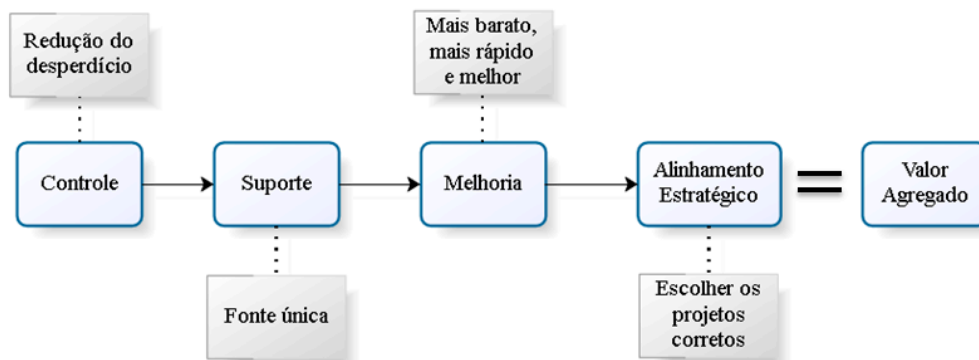 Redução do
desperdício
Mais barato,
mais rápido
e melhor
Controle
Suporte
Melhoria
Alinhamento
Estratégico
=
Valor
Agregado
Fonte única
Escolher os
projetos
corretos